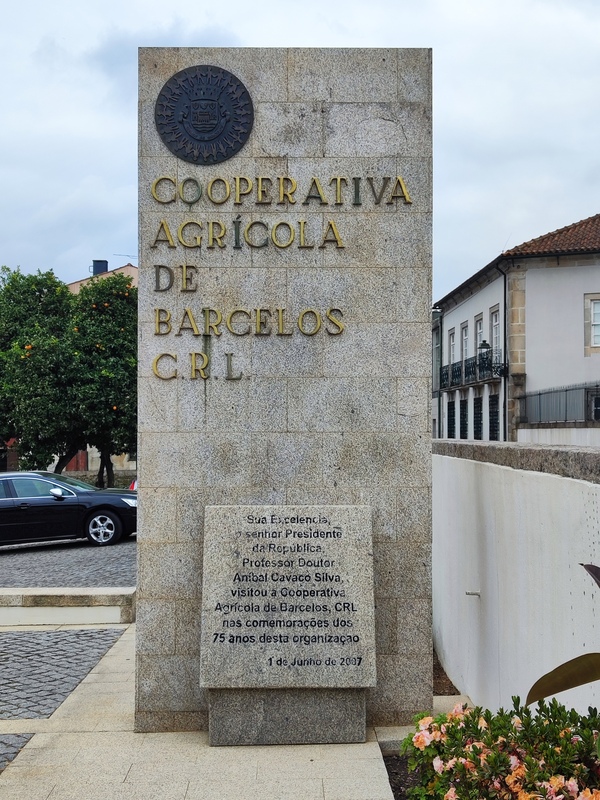 COOPERATIVA
AGRÍCOLA
DE
BARCELOS
C.R.L.
Sua Excelencia,
o senhor Presidente
da República,
Professor Doutor
Aníbal Cavaco Silva,
visitou a Cooperativa
Agrícola de Barcelos, CRL
nas comemorações dos
75 anos desta organização
1 de Junho de 2007